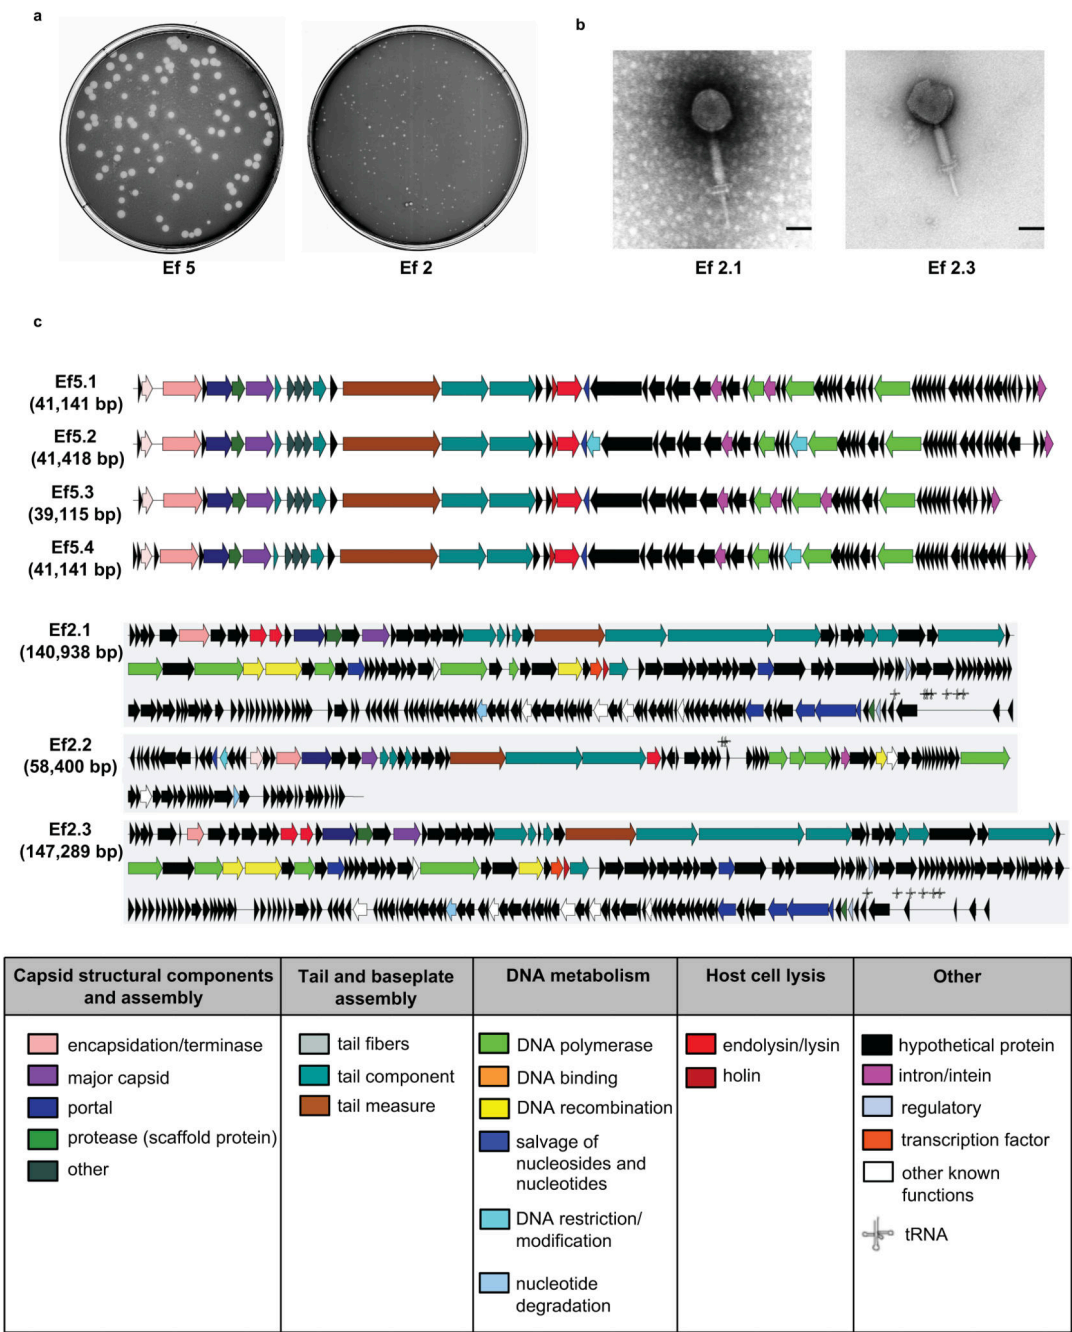 a
b
Ef 5
Ef 2
Ef 2.1
Ef 2.3
c
Ef5.1
(41,141 bp)
Ef5.2
(41,418 bp)
Ef5.3
(39,115 bp)
Ef5.4
(41,141 bp)
Ef2.1
(140,938 bp)
Ef2.2
(58,400 bp)
Ef2.3
(147,289 bp)
Capsid structural components
and assembly
encapsidation/terminase
major capsid
portal
protease (scaffold protein)
other
Tail and baseplate
assembly
tail fibers
tail component
tail measure
DNA metabolism
DNA polymerase
DNA binding
DNA recombination
salvage of
nucleosides and
nucleotides
DNA restriction/
modification
nucleotide
degradation
Host cell lysis
endolysin/lysin
holin
Other
hypothetical protein
intron/intein
regulatory
transcription factor
other known
functions
tRNA